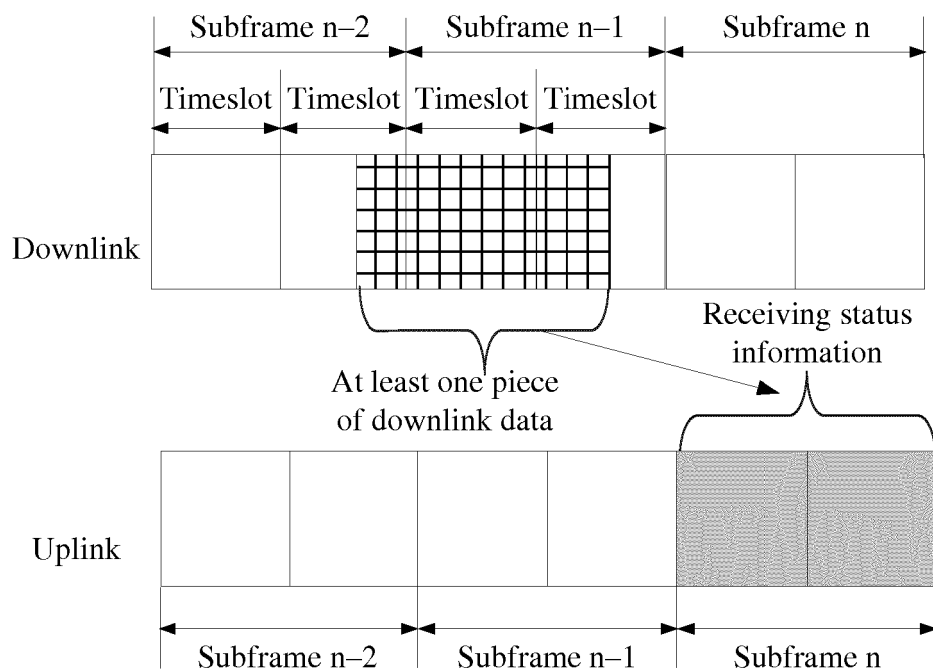 Subframe n–2 Subframe n–1 Subframe n
Timeslot Timeslot Timeslot Timeslot
Downlink
Receiving status
information
At least one piece
of downlink data
Uplink
Subframe n–2 Subframe n–1 Subframe n